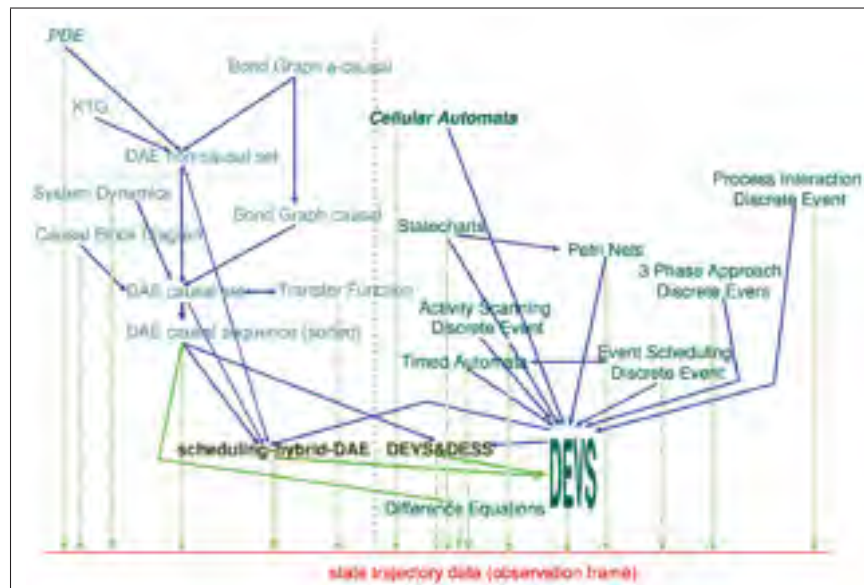 PDE
Bond Graph a-causal
KTG
Cellular Automata
DAE non-causal set
Process Interaction
Discrete Event
System Dynamics
Bond Graph causal
Statecharts
Causal Block Diagram
Petri Nets
3 Phase Approach
Discrete Event
DAE causal set
Transfer Function
Activity Scanning
Discrete Event
DAE causal sequence (sorted)
Timed Automata
Event Scheduling
Discrete Event
scheduling-hybrid-DAE
DEVS&DESS
DEVS
Difference Equations
state trajectory data (observation frame)